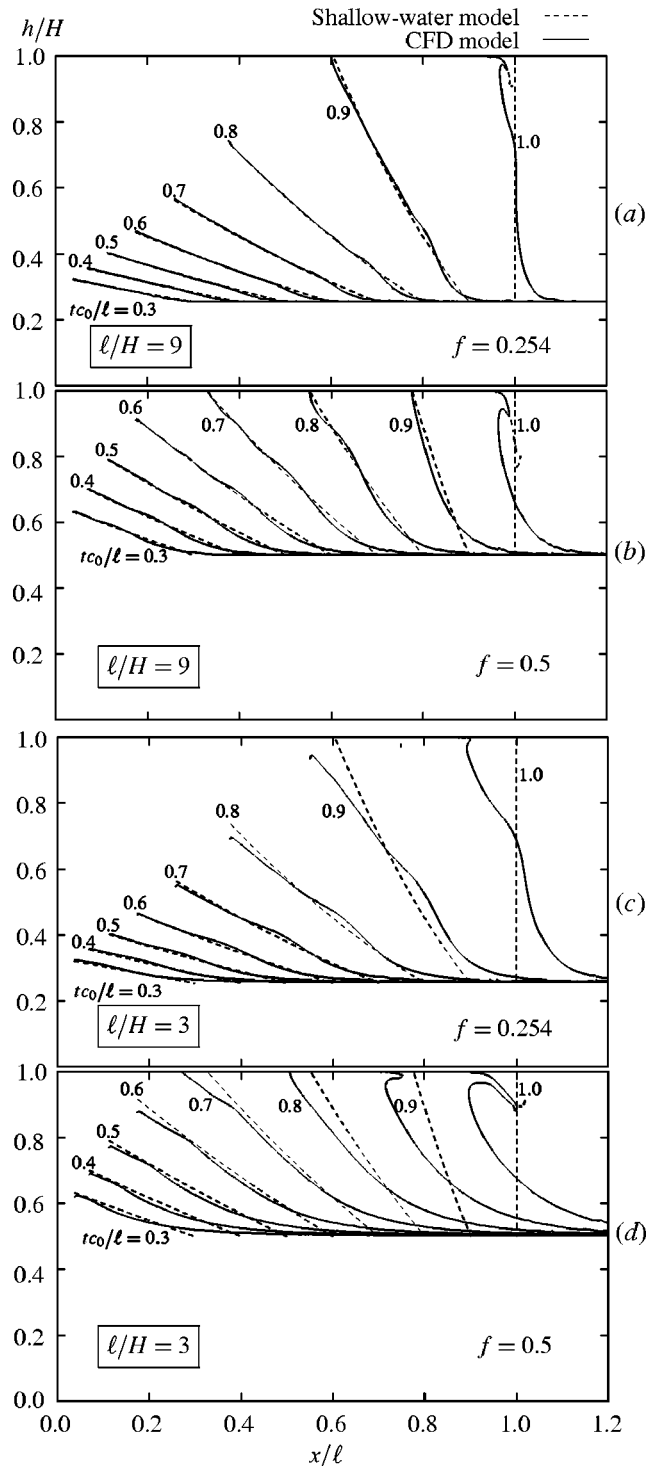 h/H
Shallow-water model
CFD model
1.0
0.8
0.6
0.4
0.2
0.9
1.0
0.8
0.7
0.6
0.5
0.4
tc₀/ℓ = 0.3
ℓ/H = 9
f = 0.254
(a)
1.0
0.8
0.6
0.4
0.2
0.6
0.7
0.8
0.9
1.0
0.5
0.4
tc₀/ℓ = 0.3
ℓ/H = 9
f = 0.5
(b)
1.0
0.8
0.6
0.4
0.2
1.0
0.9
0.8
0.7
0.6
0.5
0.4
tc₀/ℓ = 0.3
ℓ/H = 3
f = 0.254
(c)
1.0
0.8
0.6
0.4
0.2
0.0
0.6
0.7
0.8
0.9
1.0
0.5
0.4
tc₀/ℓ = 0.3
ℓ/H = 3
f = 0.5
(d)
0.0 0.2 0.4 0.6 0.8 1.0 1.2
x/ℓ